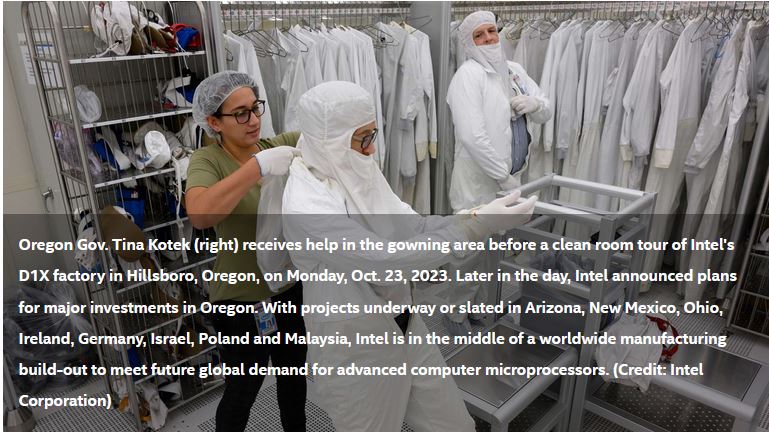 Oregon Gov. Tina Kotek (right) receives help in the gowning area before a clean room tour of Intel's
D1X factory in Hillsboro, Oregon, on Monday, Oct. 23, 2023. Later in the day, Intel announced plans
for major investments in Oregon. With projects underway or slated in Arizona, New Mexico, Ohio,
Ireland, Germany, Israel, Poland and Malaysia, Intel is in the middle of a worldwide manufacturing
build-out to meet future global demand for advanced computer microprocessors. (Credit: Intel
Corporation)